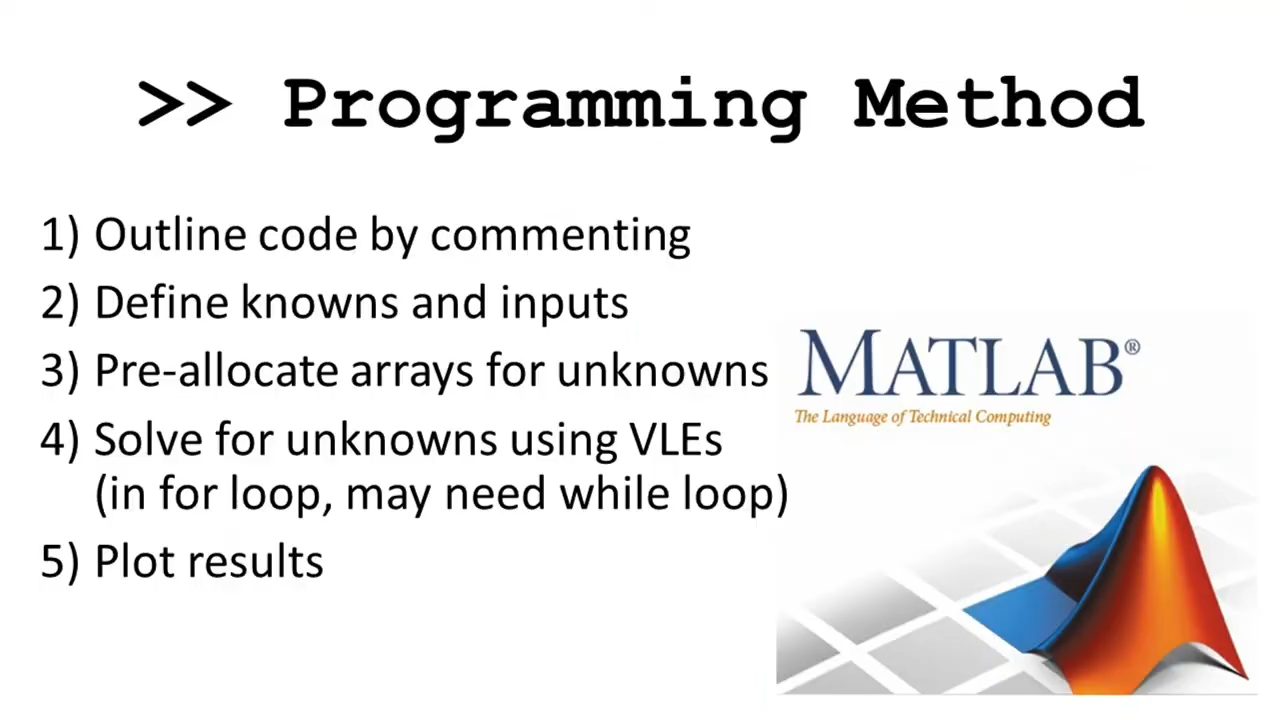 >> Programming Method
1) Outline code by commenting
2) Define knowns and inputs
3) Pre-allocate arrays for unknowns
4) Solve for unknowns using VLEs
(in for loop, may need while loop)
5) Plot results
MATLAB®
The Language of Technical Computing